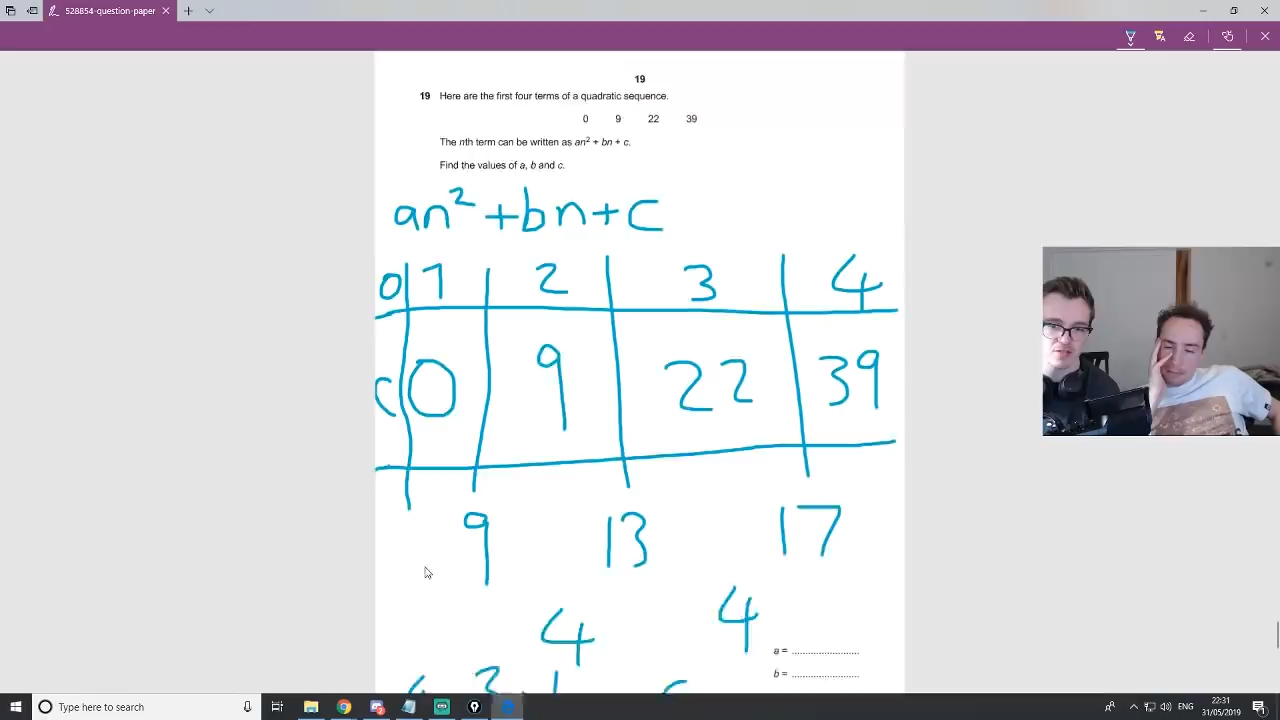 528854-question-paper
19
19 Here are the first four terms of a quadratic sequence.
0 9 22 39
The nth term can be written as an² + bn + c.
Find the values of a, b and c.
an² + bn + c
0 1 2 3 4
c 0 9 22 39
9 13 17
4 4
a = ........................
b = ........................
Type here to search
ENG
22:31
31/05/2019